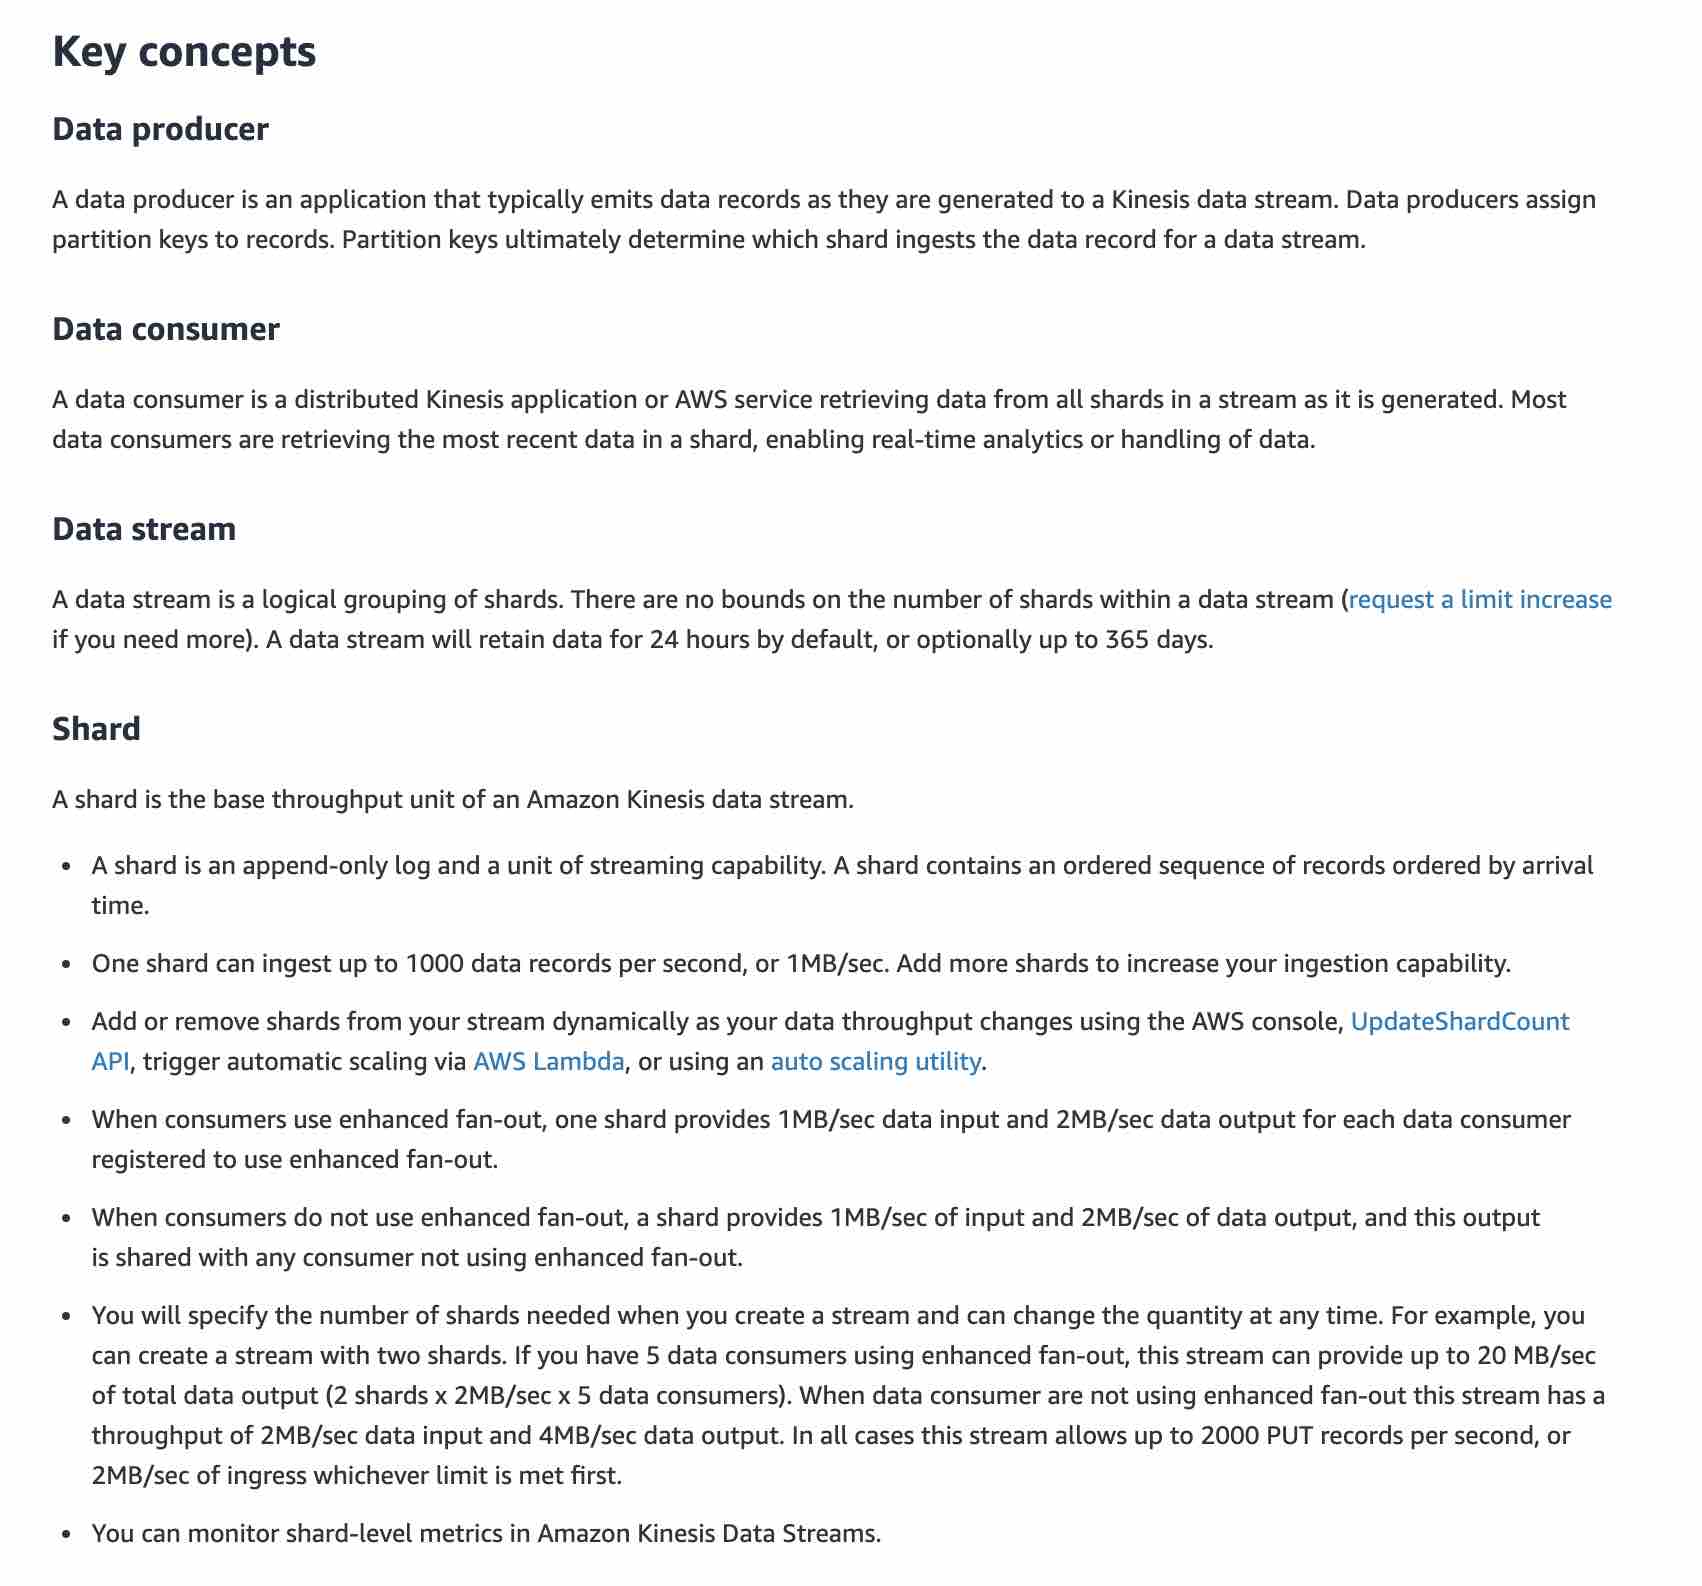 Key concepts
Data producer
A data producer is an application that typically emits data records as they are generated to a Kinesis data stream. Data producers assign
partition keys to records. Partition keys ultimately determine which shard ingests the data record for a data stream.
Data consumer
A data consumer is a distributed Kinesis application or AWS service retrieving data from all shards in a stream as it is generated. Most
data consumers are retrieving the most recent data in a shard, enabling real-time analytics or handling of data.
Data stream
A data stream is a logical grouping of shards. There are no bounds on the number of shards within a data stream (request a limit increase
if you need more). A data stream will retain data for 24 hours by default, or optionally up to 365 days.
Shard
A shard is the base throughput unit of an Amazon Kinesis data stream.
• A shard is an append-only log and a unit of streaming capability. A shard contains an ordered sequence of records ordered by arrival
time.
• One shard can ingest up to 1000 data records per second, or 1MB/sec. Add more shards to increase your ingestion capability.
• Add or remove shards from your stream dynamically as your data throughput changes using the AWS console, UpdateShardCount
API, trigger automatic scaling via AWS Lambda, or using an auto scaling utility.
• When consumers use enhanced fan-out, one shard provides 1MB/sec data input and 2MB/sec data output for each data consumer
registered to use enhanced fan-out.
• When consumers do not use enhanced fan-out, a shard provides 1MB/sec of input and 2MB/sec of data output, and this output
is shared with any consumer not using enhanced fan-out.
• You will specify the number of shards needed when you create a stream and can change the quantity at any time. For example, you
can create a stream with two shards. If you have 5 data consumers using enhanced fan-out, this stream can provide up to 20 MB/sec
of total data output (2 shards x 2MB/sec x 5 data consumers). When data consumer are not using enhanced fan-out this stream has a
throughput of 2MB/sec data input and 4MB/sec data output. In all cases this stream allows up to 2000 PUT records per second, or
2MB/sec of ingress whichever limit is met first.
• You can monitor shard-level metrics in Amazon Kinesis Data Streams.